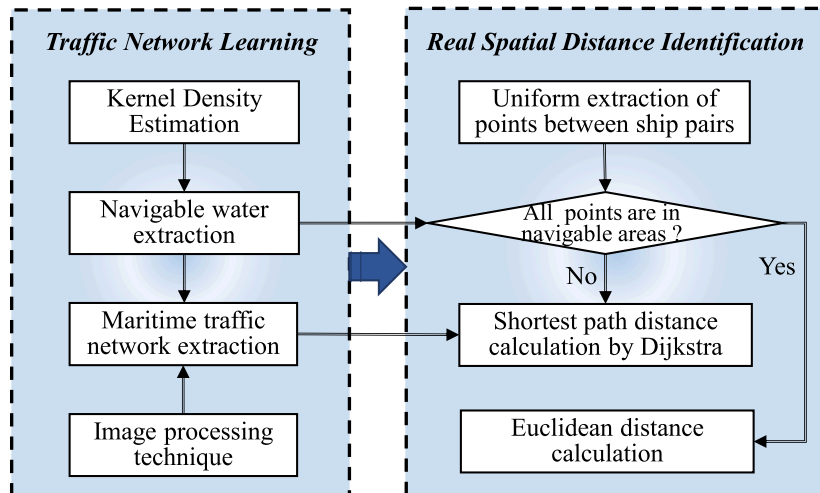 Traffic Network Learning
Kernel Density
Estimation
Navigable water
extraction
Maritime traffic
network extraction
Image processing
technique
Real Spatial Distance Identification
Uniform extraction of
points between ship pairs
All points are in
navigable areas ?
No
Yes
Shortest path distance
calculation by Dijkstra
Euclidean distance
calculation